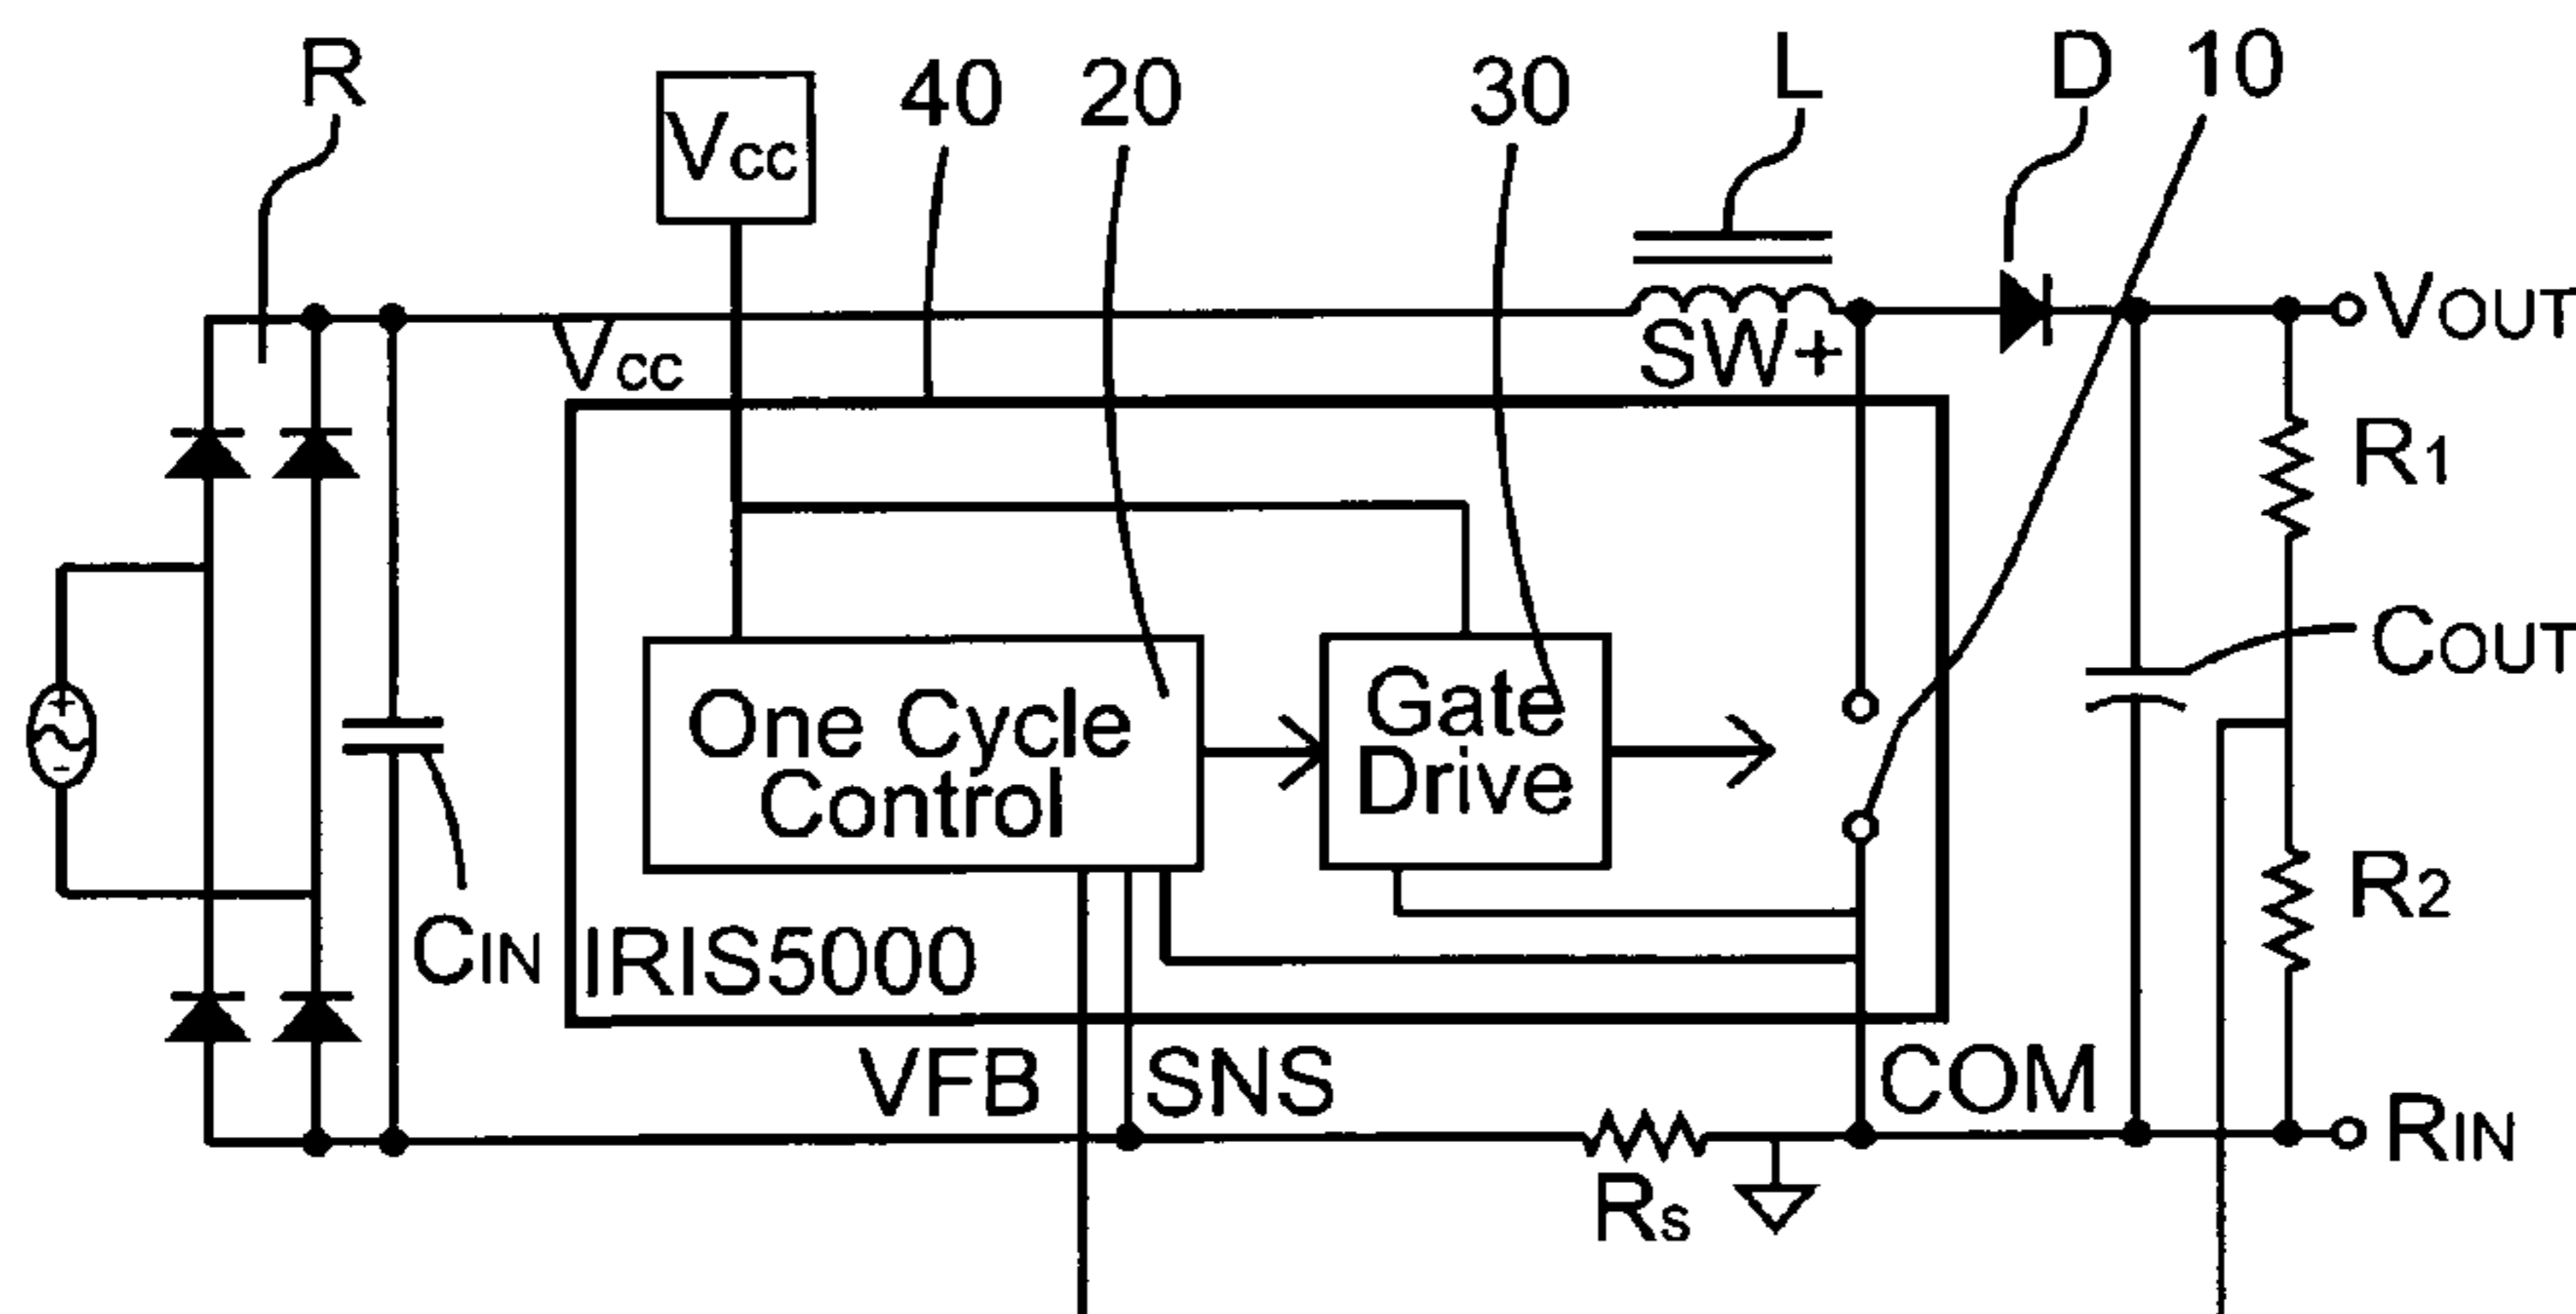 R
Vcc
40
20
30
L
D
10
Vcc
SW+
VOUT
R1
COUT
One Cycle
Control
Gate
Drive
+
-
R2
CIN
IRIS5000
VFB
SNS
COM
RIN
Rs